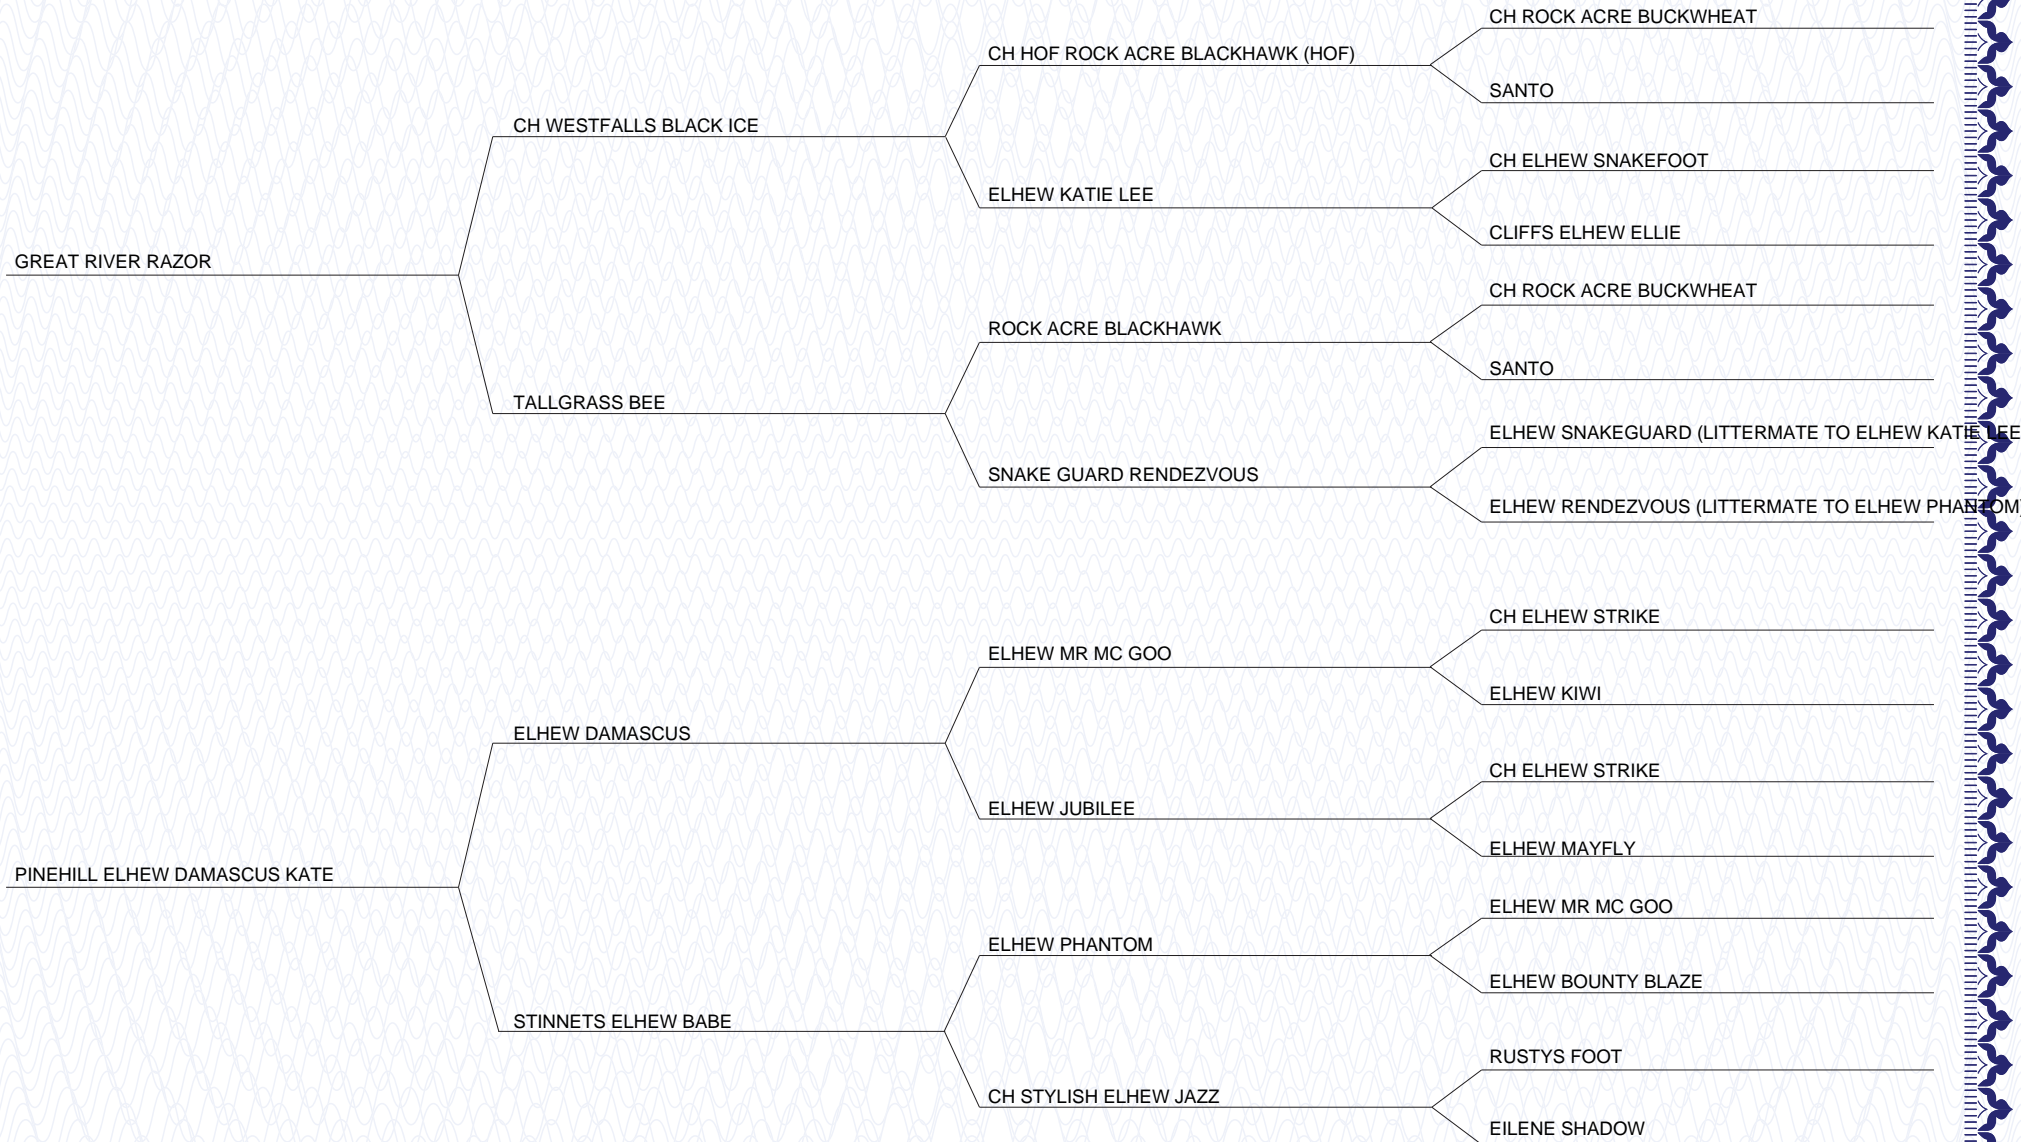 CH ROCK ACRE BUCKWHEAT
CH HOF ROCK ACRE BLACKHAWK (HOF)
SANTO
CH WESTFALLS BLACK ICE
CH ELHEW SNAKEFOOT
ELHEW KATIE LEE
CLIFFS ELHEW ELLIE
GREAT RIVER RAZOR
CH ROCK ACRE BUCKWHEAT
ROCK ACRE BLACKHAWK
SANTO
TALLGRASS BEE
ELHEW SNAKEGUARD (LITTERMATE TO ELHEW KATIE LEE
SNAKE GUARD RENDEZVOUS
ELHEW RENDEZVOUS (LITTERMATE TO ELHEW PHANTOM)
CH ELHEW STRIKE
ELHEW MR MC GOO
ELHEW KIWI
ELHEW DAMASCUS
CH ELHEW STRIKE
ELHEW JUBILEE
ELHEW MAYFLY
PINEHILL ELHEW DAMASCUS KATE
ELHEW MR MC GOO
ELHEW PHANTOM
ELHEW BOUNTY BLAZE
STINNETS ELHEW BABE
RUSTYS FOOT
CH STYLISH ELHEW JAZZ
EILENE SHADOW